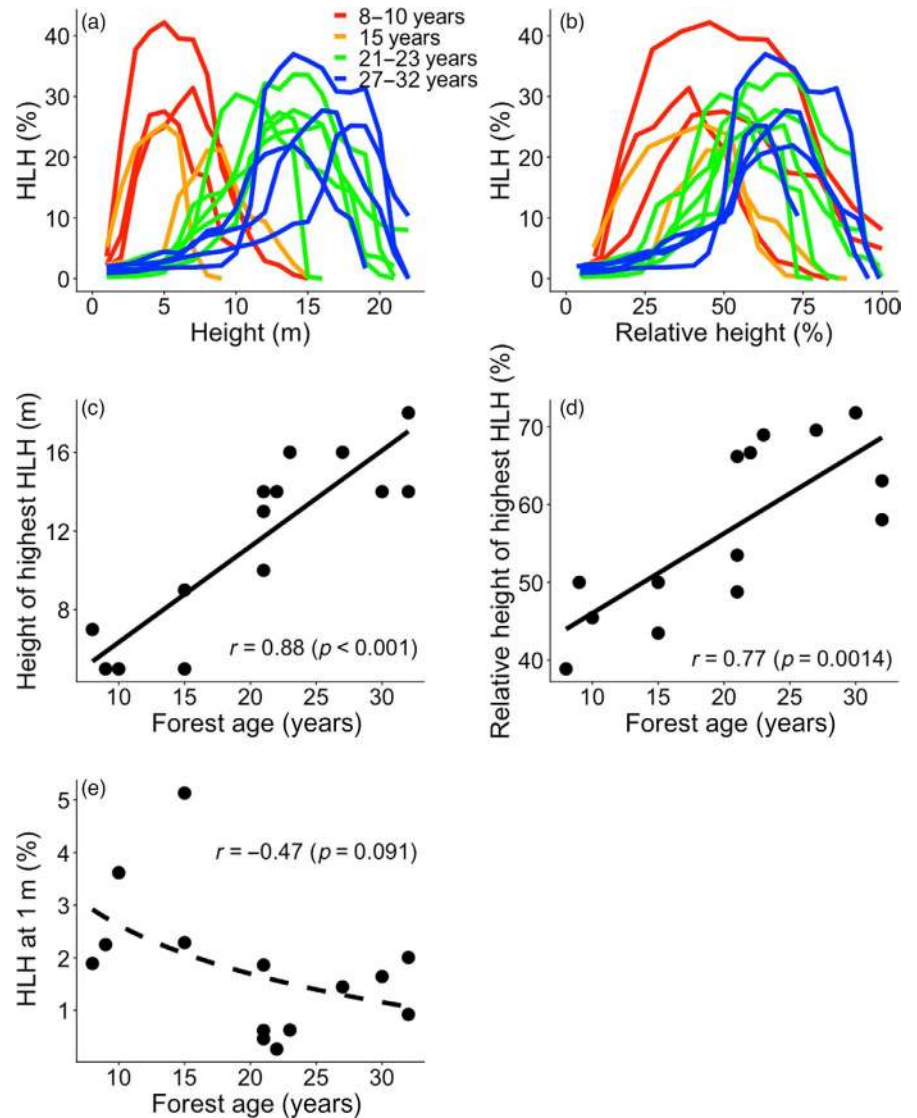 (a)
8–10 years
15 years
21–23 years
27–32 years
HLH (%)
40
30
20
10
0
0 5 10 15 20
Height (m)
(b)
HLH (%)
40
30
20
10
0
0 25 50 75 100
Relative height (%)
(c)
Height of highest HLH (m)
16
12
8
r = 0.88 (p < 0.001)
10 15 20 25 30
Forest age (years)
(d)
Relative height of highest HLH (%)
70
60
50
40
r = 0.77 (p = 0.0014)
10 15 20 25 30
Forest age (years)
(e)
HLH at 1 m (%)
5
4
3
2
1
r = −0.47 (p = 0.091)
10 15 20 25 30
Forest age (years)